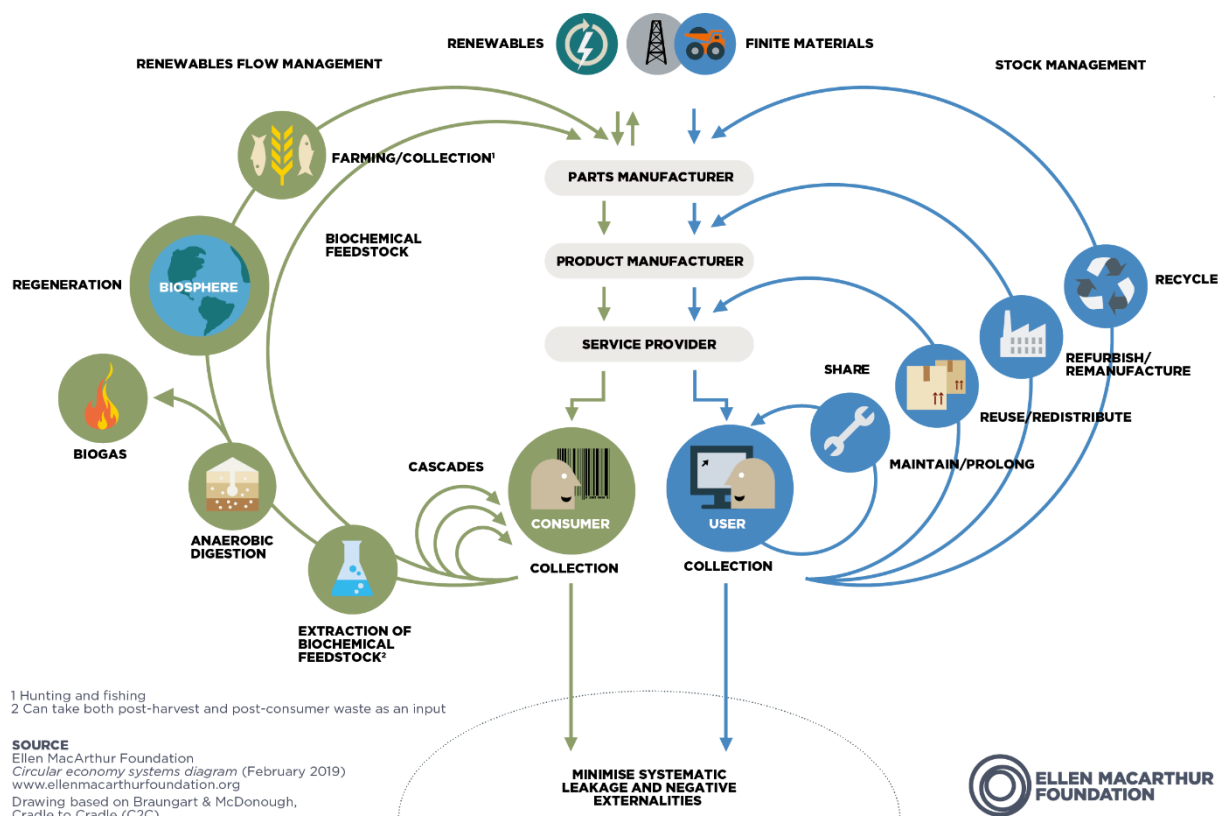 RENEWABLES
FINITE MATERIALS
RENEWABLES FLOW MANAGEMENT
STOCK MANAGEMENT
FARMING/COLLECTION¹
PARTS MANUFACTURER
BIOCHEMICAL
FEEDSTOCK
PRODUCT MANUFACTURER
REGENERATION
BIOSPHERE
RECYCLE
SERVICE PROVIDER
REFURBISH/
REMANUFACTURE
SHARE
REUSE/REDISTRIBUTE
BIOGAS
MAINTAIN/PROLONG
CASCADES
CONSUMER
USER
ANAEROBIC
DIGESTION
COLLECTION
COLLECTION
EXTRACTION OF
BIOCHEMICAL
FEEDSTOCK²
1 Hunting and fishing
2 Can take both post-harvest and post-consumer waste as an input
SOURCE
Ellen MacArthur Foundation
Circular economy systems diagram (February 2019)
www.ellenmacarthurfoundation.org
Drawing based on Braungart & McDonough,
Cradle to Cradle (C2C)
MINIMISE SYSTEMATIC
LEAKAGE AND NEGATIVE
EXTERNALITIES
ELLEN MACARTHUR
FOUNDATION